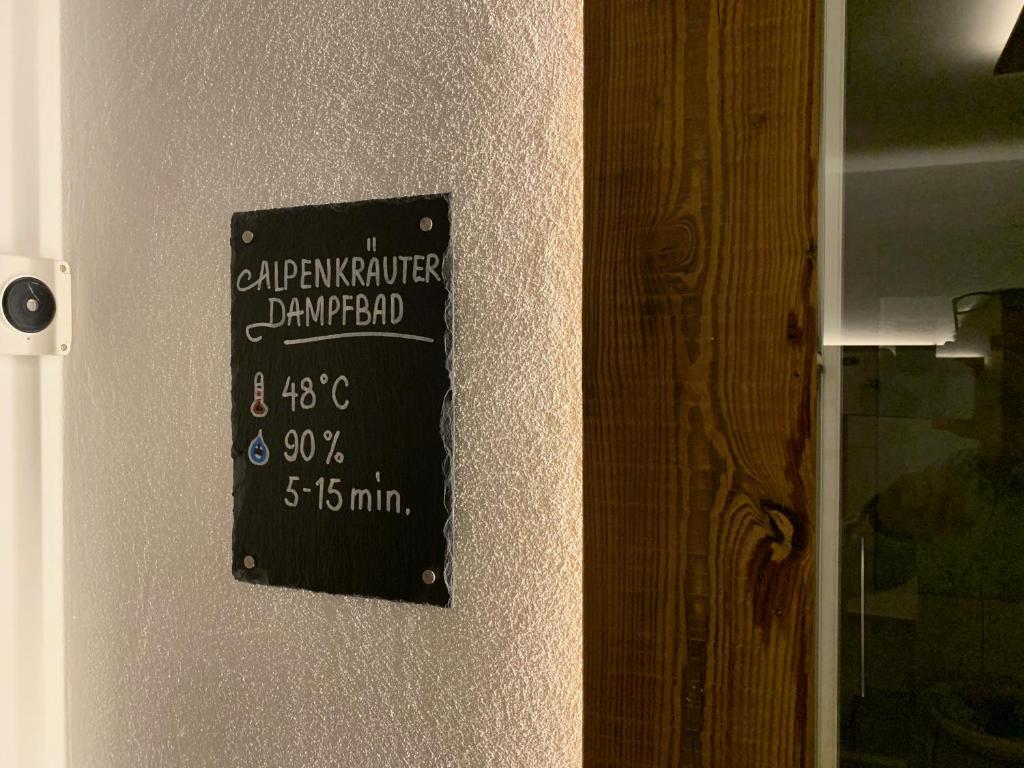 ALPENKRÄUTER
DAMPFBAD
48°C
90%
5-15 min.